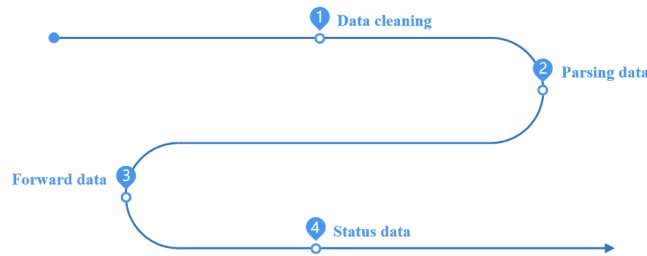 1 Data cleaning
2 Parsing data
3 Forward data
4 Status data